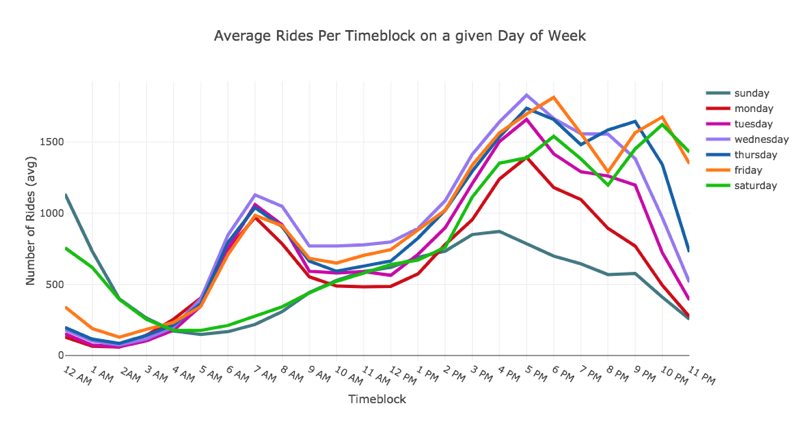 Average Rides Per Timeblock on a given Day of Week
sunday
monday
tuesday
wednesday
thursday
friday
saturday
Number of Rides (avg)
1500
1000
500
0
12 AM 1 AM 2AM 3 AM 4 AM 5 AM 6 AM 7 AM 8 AM 9 AM 10 AM 11 AM 12 PM 1 PM 2 PM 3 PM 4 PM 5 PM 6 PM 7 PM 8 PM 9 PM 10 PM 11 PM
Timeblock